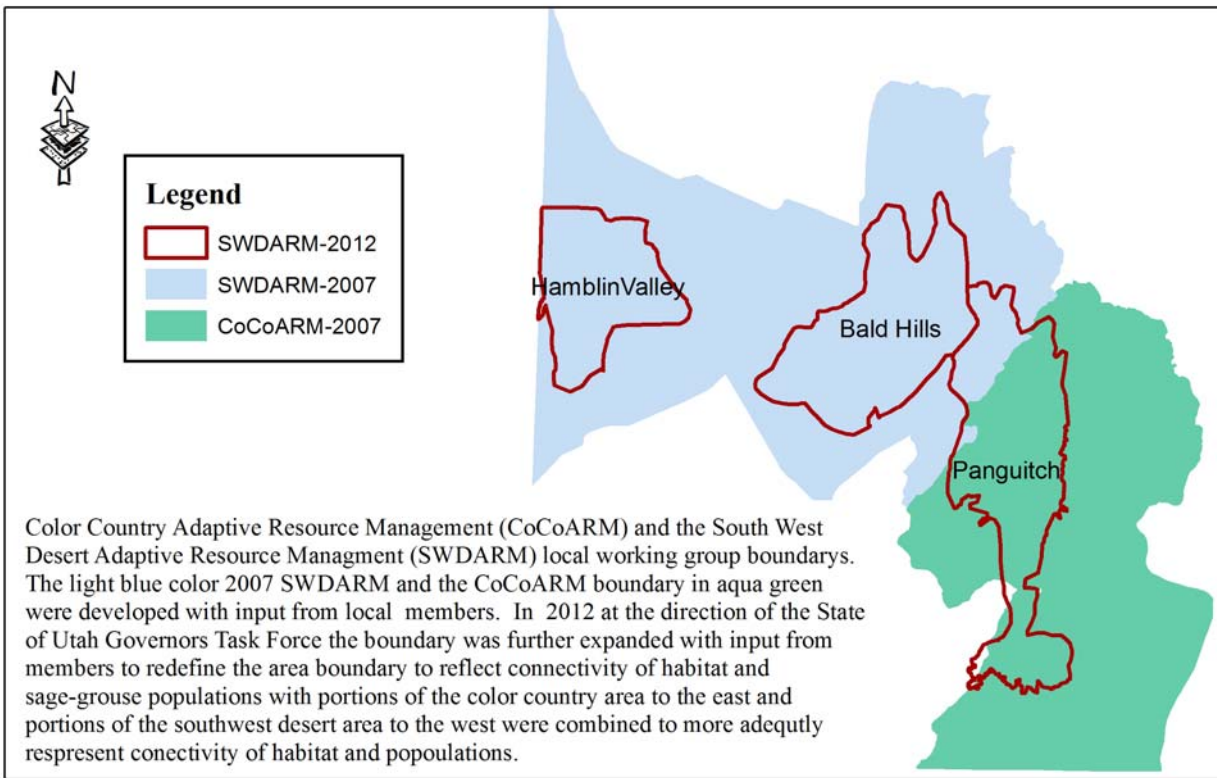 N
Legend
SWDARM-2012
SWDARM-2007
CoCoARM-2007
HamblinValley
Bald Hills
Panguitch
Color Country Adaptive Resource Management (CoCoARM) and the South West
Desert Adaptive Resource Managment (SWDARM) local working group boundarys.
The light blue color 2007 SWDARM and the CoCoARM boundary in aqua green
were developed with input from local  members.  In  2012 at the direction of the State
of Utah Governors Task Force the boundary was further expanded with input from
members to redefine the area boundary to reflect connectivity of habitat and
sage-grouse populations with portions of the color country area to the east and
portions of the southwest desert area to the west were combined to more adequtly
respresent conectivity of habitat and popoulations.